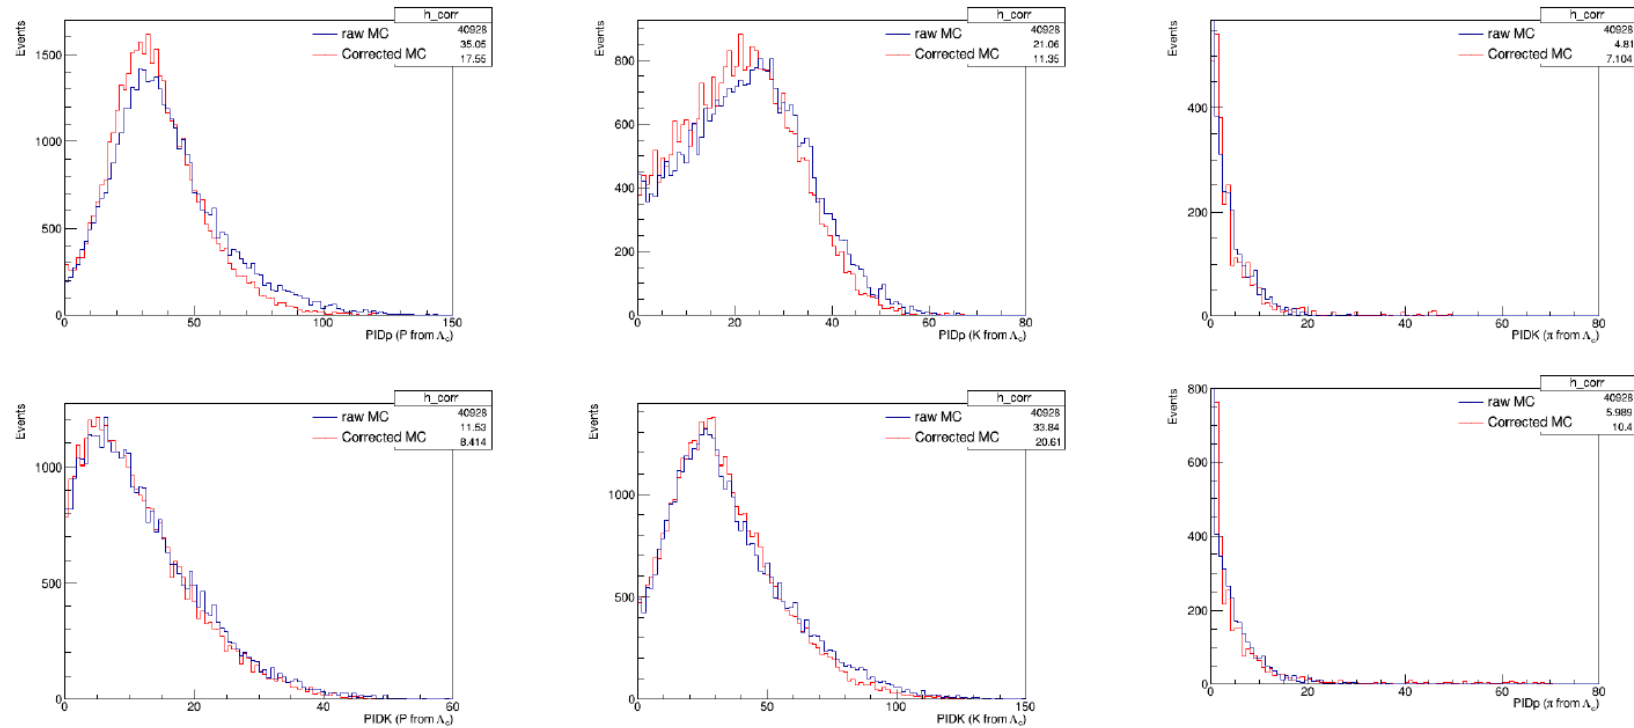 h_corr
40928
35.05
17.55
raw MC
Corrected MC
Events
1500
1000
500
0
0 50 100 150
PIDp (P from Λc)
h_corr
40928
21.06
11.35
raw MC
Corrected MC
Events
800
600
400
200
0
0 20 40 60 80
PIDp (K from Λc)
h_corr
40928
4.81
7.104
raw MC
Corrected MC
Events
400
200
0
0 20 40 60 80
PIDK (π from Λc)
h_corr
40928
11.53
8.414
raw MC
Corrected MC
Events
1000
500
0
0 20 40 60
PIDK (P from Λc)
h_corr
40928
33.84
20.61
raw MC
Corrected MC
Events
1000
500
0
0 50 100 150
PIDK (K from Λc)
h_corr
40928
5.989
10.4
raw MC
Corrected MC
Events
800
600
400
200
0
0 20 40 60 80
PIDp (π from Λc)